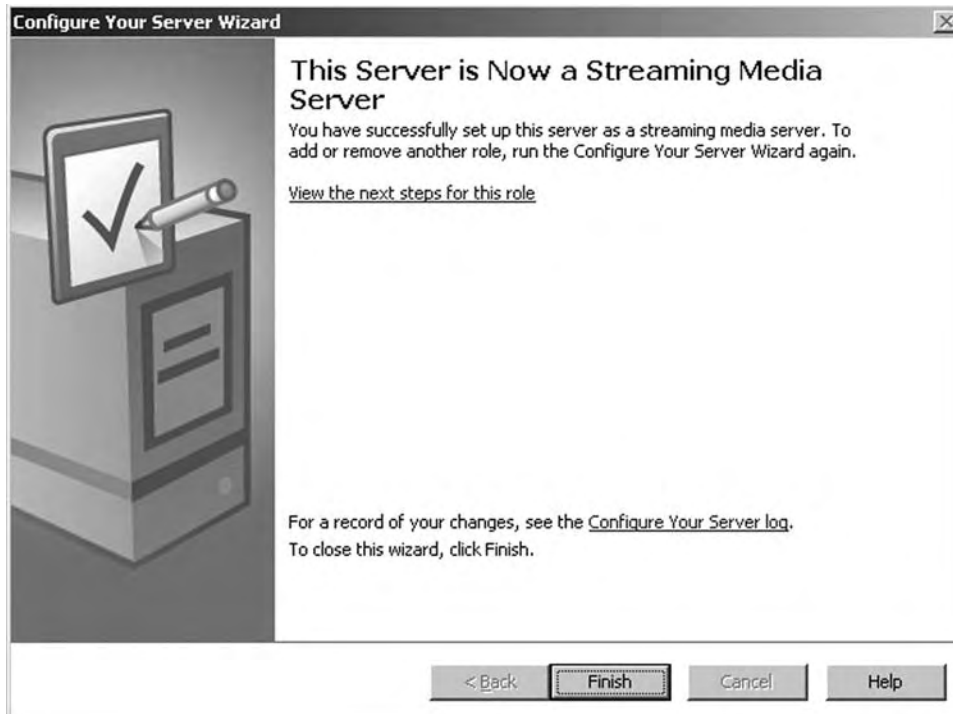 Configure Your Server Wizard
This Server is Now a Streaming Media
Server
You have successfully set up this server as a streaming media server. To
add or remove another role, run the Configure Your Server Wizard again.
View the next steps for this role
For a record of your changes, see the Configure Your Server log.
To close this wizard, click Finish.
< Back
Finish
Cancel
Help